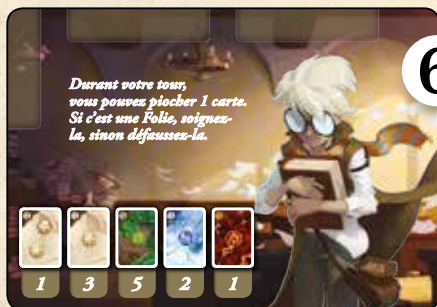 6
Durant votre tour,
vous pouvez piocher 1 carte.
Si c'est une Folie, soignez-
la, sinon défaussez-la.
1 3 5 2 1